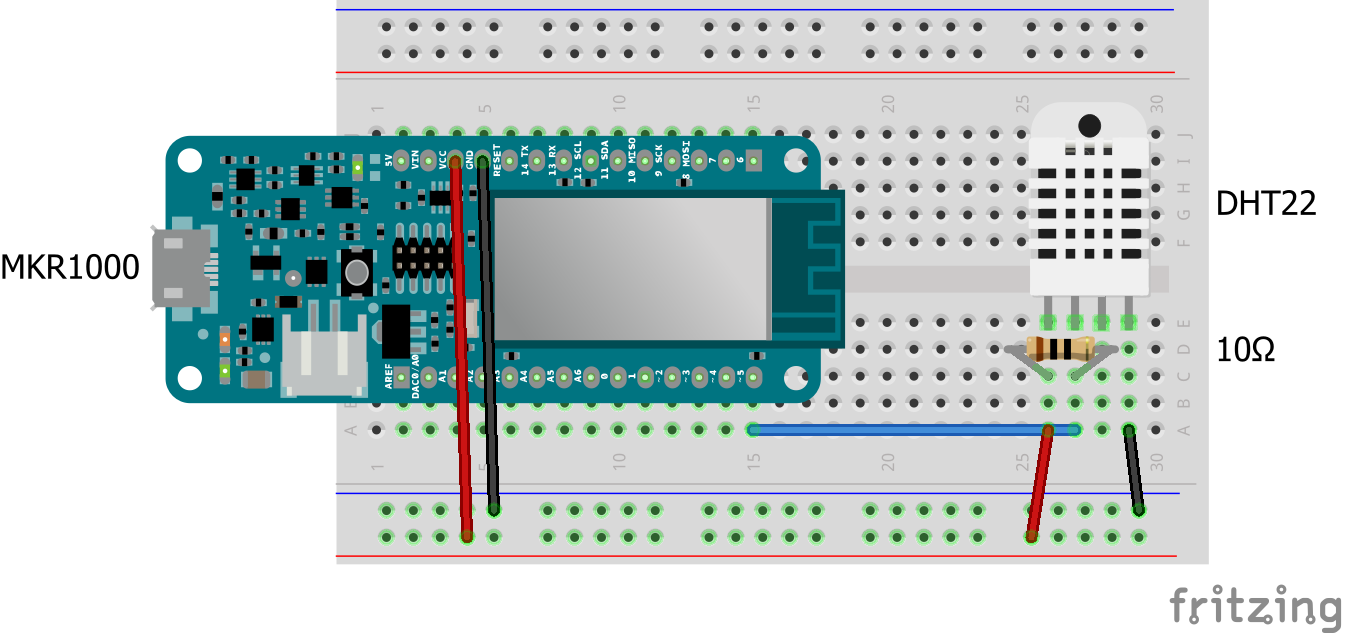 1 5 10 15 20 25 30
J
I
H
G
F
5V VIN VCC GND RESET 14 TX 13 RX 12 SCL 11 SDA 10 MISO 9 SCK 8 MOSI 7 6
DHT22
MKR1000
10Ω
AREF DAC0/A0 A1 A2 A3 A4 A5 A6 0 1 ~2 ~3 ~4 ~5
E
D
C
B B
A A
1 5 10 15 20 25 30
fritzing